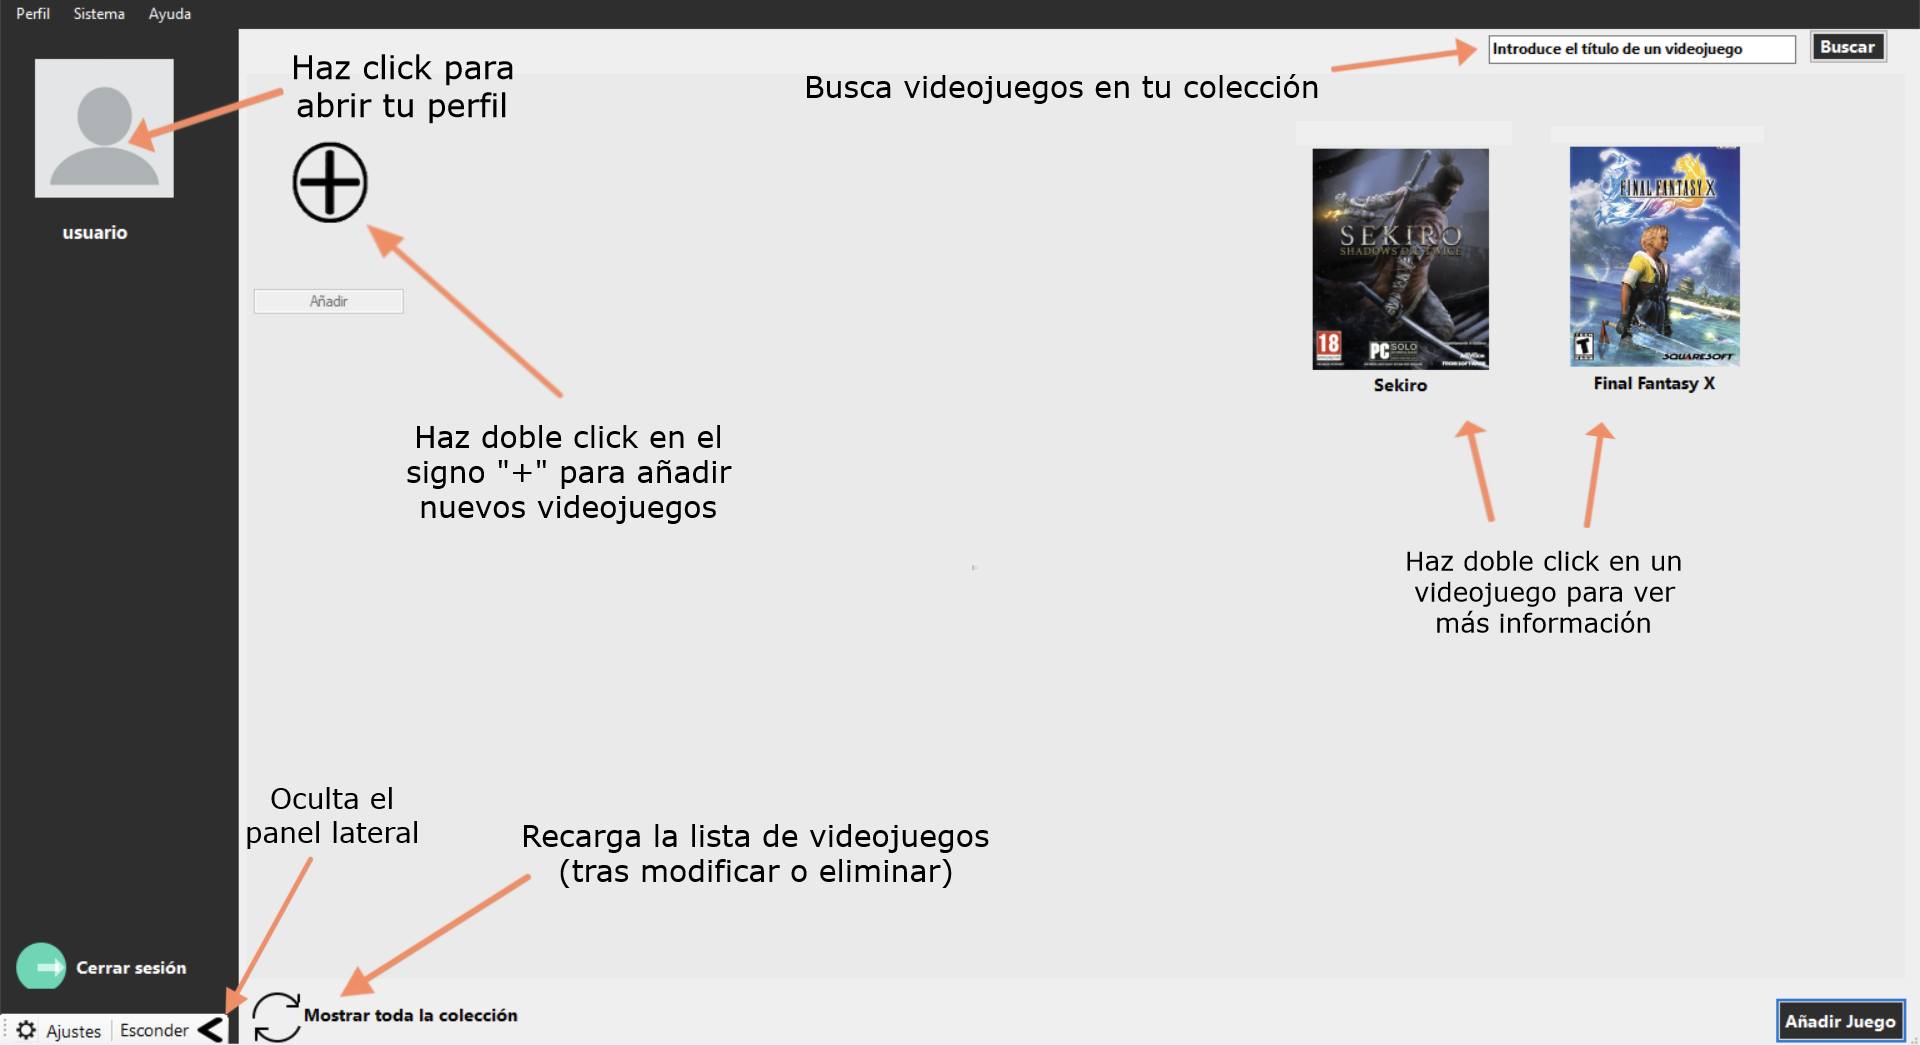 Perfil Sistema Ayuda
Haz click para
abrir tu perfil
Busca videojuegos en tu colección
Introduce el título de un videojuego
Buscar
usuario
Añadir
SEKIRO
SHADOWS DIE TWICE
18
PC SOLO
Sekiro
FINAL FANTASY X
T
SQUARESOFT
Final Fantasy X
Haz doble click en el
signo "+" para añadir
nuevos videojuegos
Haz doble click en un
videojuego para ver
más información
Oculta el
panel lateral
Recarga la lista de videojuegos
(tras modificar o eliminar)
Cerrar sesión
Ajustes Esconder
Mostrar toda la colección
Añadir Juego